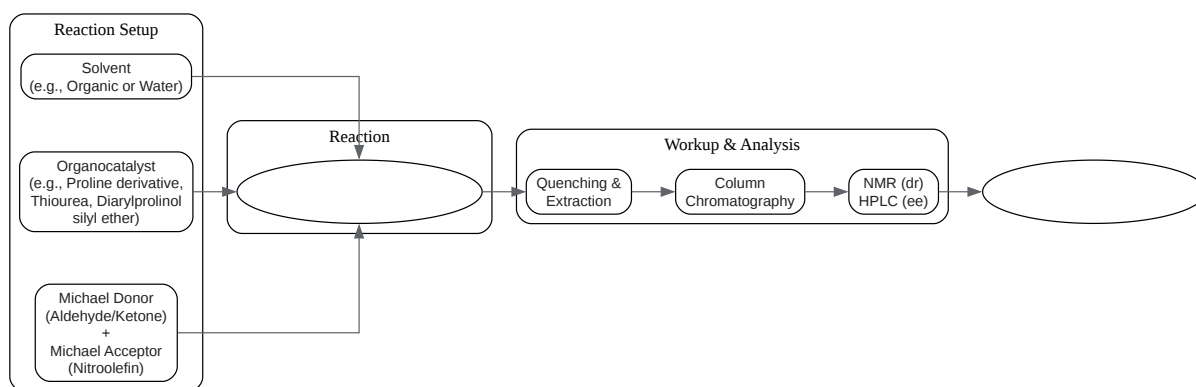 Reaction Setup
Solvent
(e.g., Organic or Water)
Organocatalyst
(e.g., Proline derivative,
Thiourea, Diarylprolinol
silyl ether)
Michael Donor
(Aldehyde/Ketone)
+
Michael Acceptor
(Nitroolefin)
Reaction
Workup & Analysis
Quenching &
Extraction
Column
Chromatography
NMR (dr)
HPLC (ee)